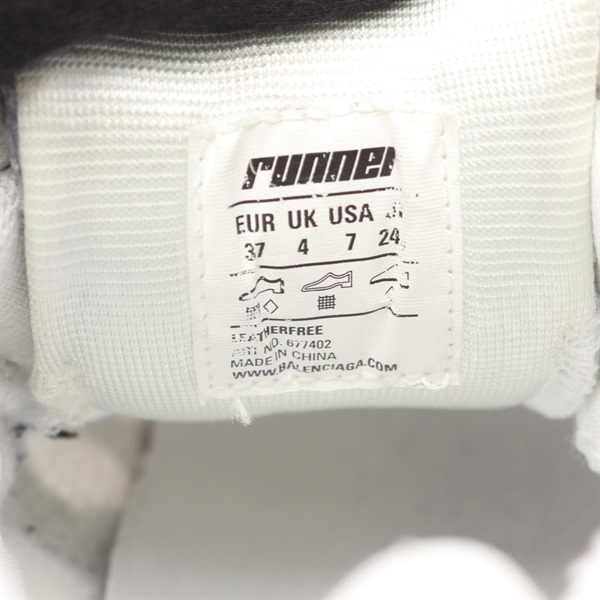 runner
EUR UK USA
37 4 7 24
LEATHERFREE
ART NO. 677402
MADE IN CHINA
WWW.BALENCIAGA.COM